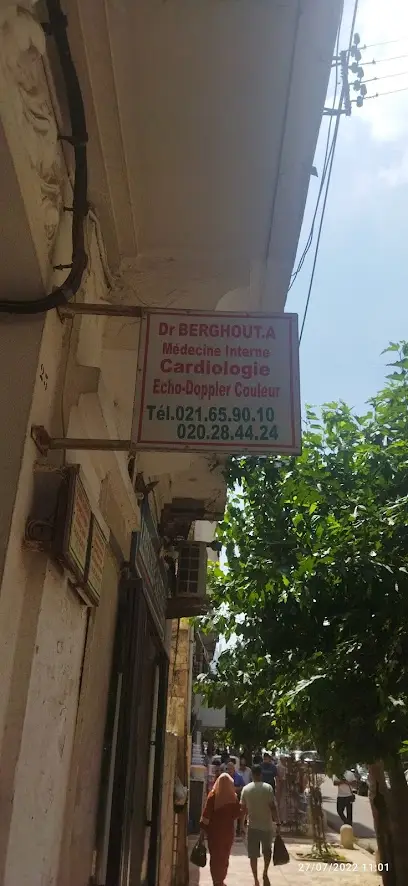 Dr BERGHOUT.A
Médecine Interne
Cardiologie
Echo-Doppler Couleur
Tél.021.65.90.10
020.28.44.24
27/07/2022 11:01